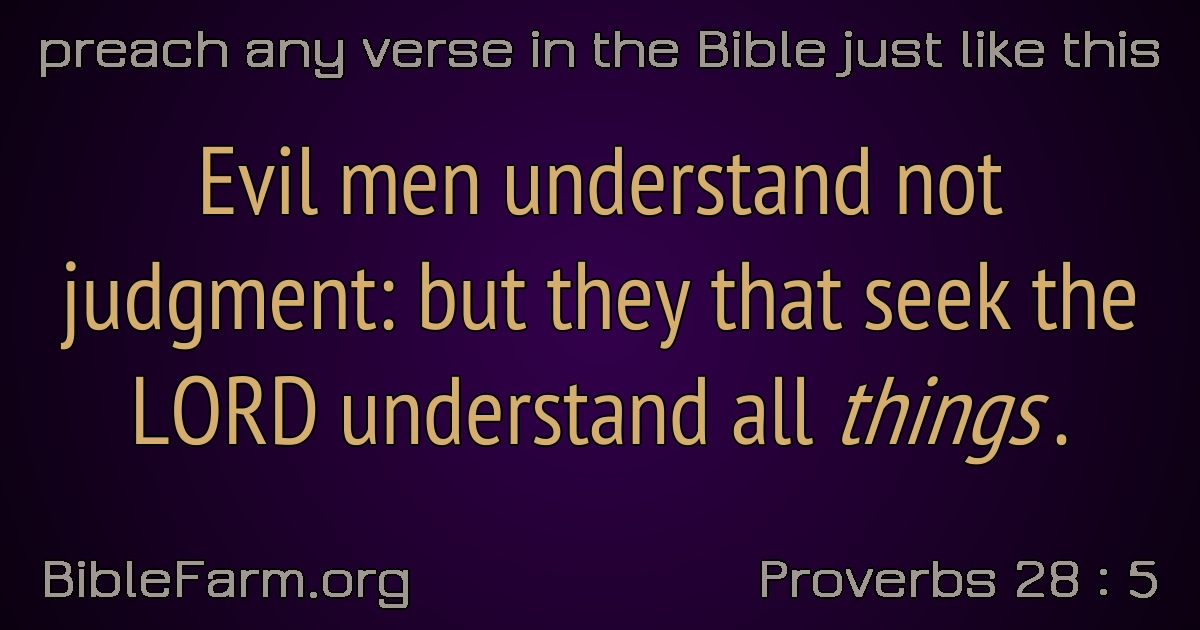 preach any verse in the Bible just like this
Evil men understand not
judgment: but they that seek the
LORD understand all things .
BibleFarm.org
Proverbs 28 : 5